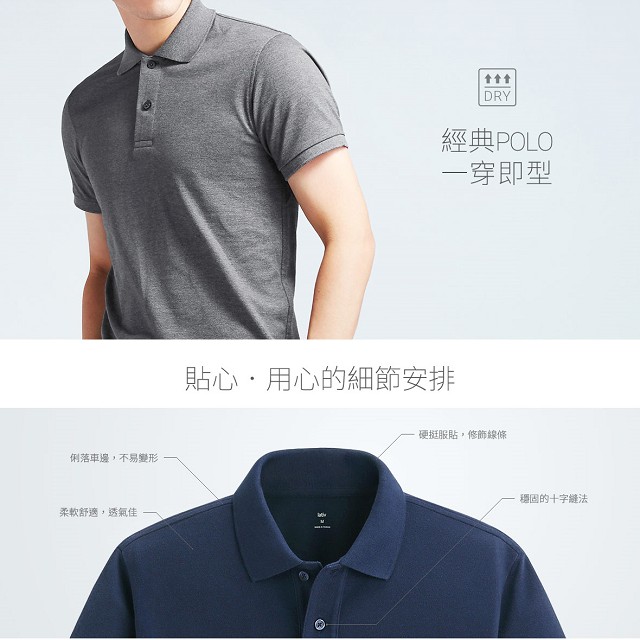 DRY
經典POLO
一穿即型
貼心・用心的細節安排
硬挺服貼，修飾線條
俐落車邊，不易變形
穩固的十字縫法
柔軟舒適，透氣佳
lativ
M